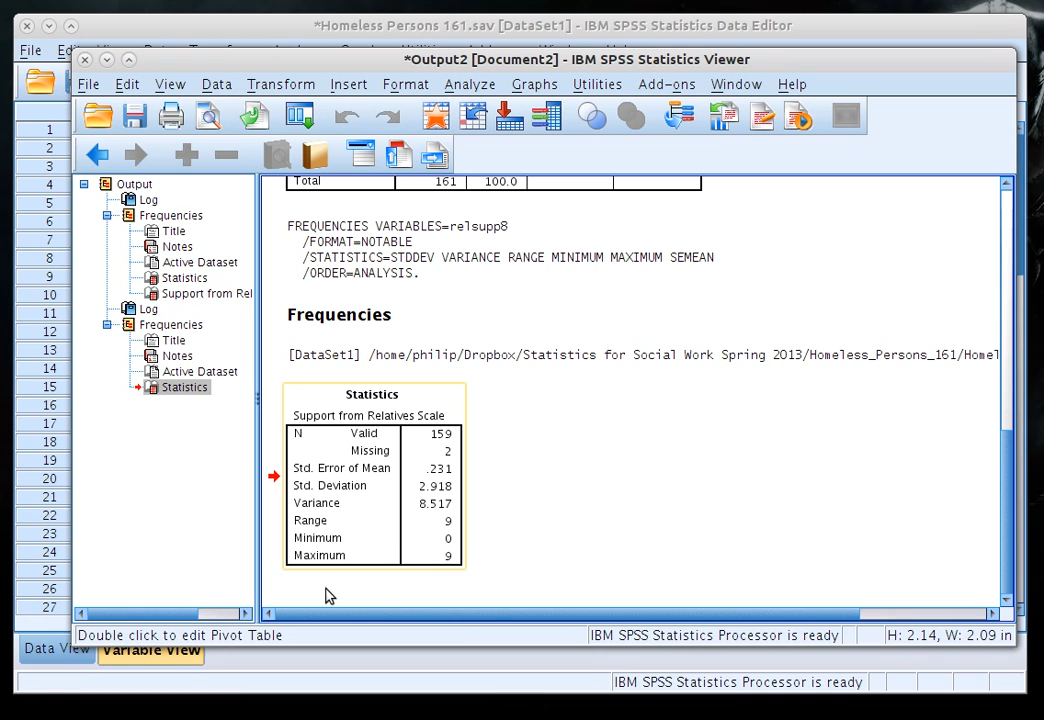 *Homeless Persons 161.sav [DataSet1] - IBM SPSS Statistics Data Editor
File
*Output2 [Document2] - IBM SPSS Statistics Viewer
File Edit View Data Transform Insert Format Analyze Graphs Utilities Add-ons Window Help
Output
Log
Frequencies
Title
Notes
Active Dataset
Statistics
Support from Rel
Log
Frequencies
Title
Notes
Active Dataset
Statistics
1
2
3
4
5
6
7
8
9
10
11
12
13
14
15
16
17
18
19
20
21
22
23
24
25
26
27
Total 161 100.0
FREQUENCIES VARIABLES=relsupp8
/FORMAT=NOTABLE
/STATISTICS=STDDEV VARIANCE RANGE MINIMUM MAXIMUM SEMEAN
/ORDER=ANALYSIS.
Frequencies
[DataSet1] /home/philip/Dropbox/Statistics for Social Work Spring 2013/Homeless_Persons_161/Homel
Statistics
Support from Relatives Scale
N Valid 159
Missing 2
Std. Error of Mean .231
Std. Deviation 2.918
Variance 8.517
Range 9
Minimum 0
Maximum 9
Double click to edit Pivot Table IBM SPSS Statistics Processor is ready H: 2.14, W: 2.09 in
Data View Variable View
IBM SPSS Statistics Processor is ready